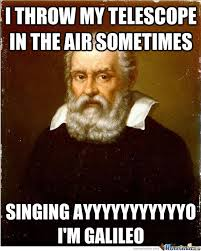 I THROW MY TELESCOPE
IN THE AIR SOMETIMES
SINGING AYYYYYYYYYYYO
I'M GALILEO